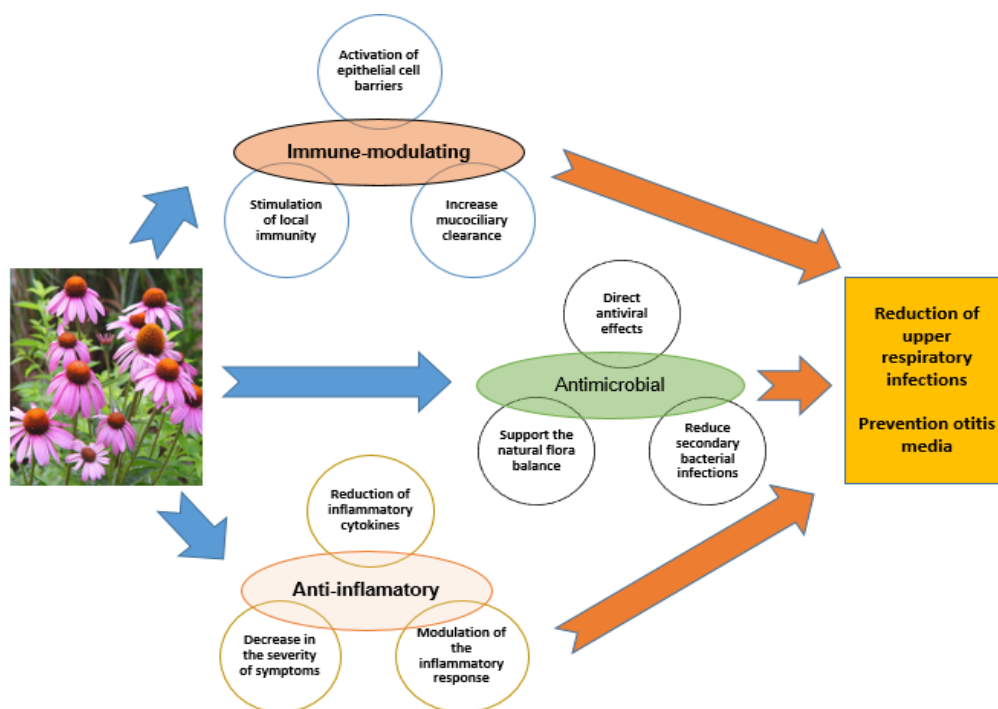 Activation of
epithelial cell
barriers
Immune-modulating
Stimulation
of local
immunity
Increase
mucociliary
clearance
Direct
antiviral
effects
Antimicrobial
Support the
natural flora
balance
Reduce
secondary
bacterial
infections
Reduction of
inflammatory
cytokines
Anti-inflamatory
Decrease in
the severity
of symptoms
Modulation of
the
inflammatory
response
Reduction of
upper
respiratory
infections
Prevention otitis
media